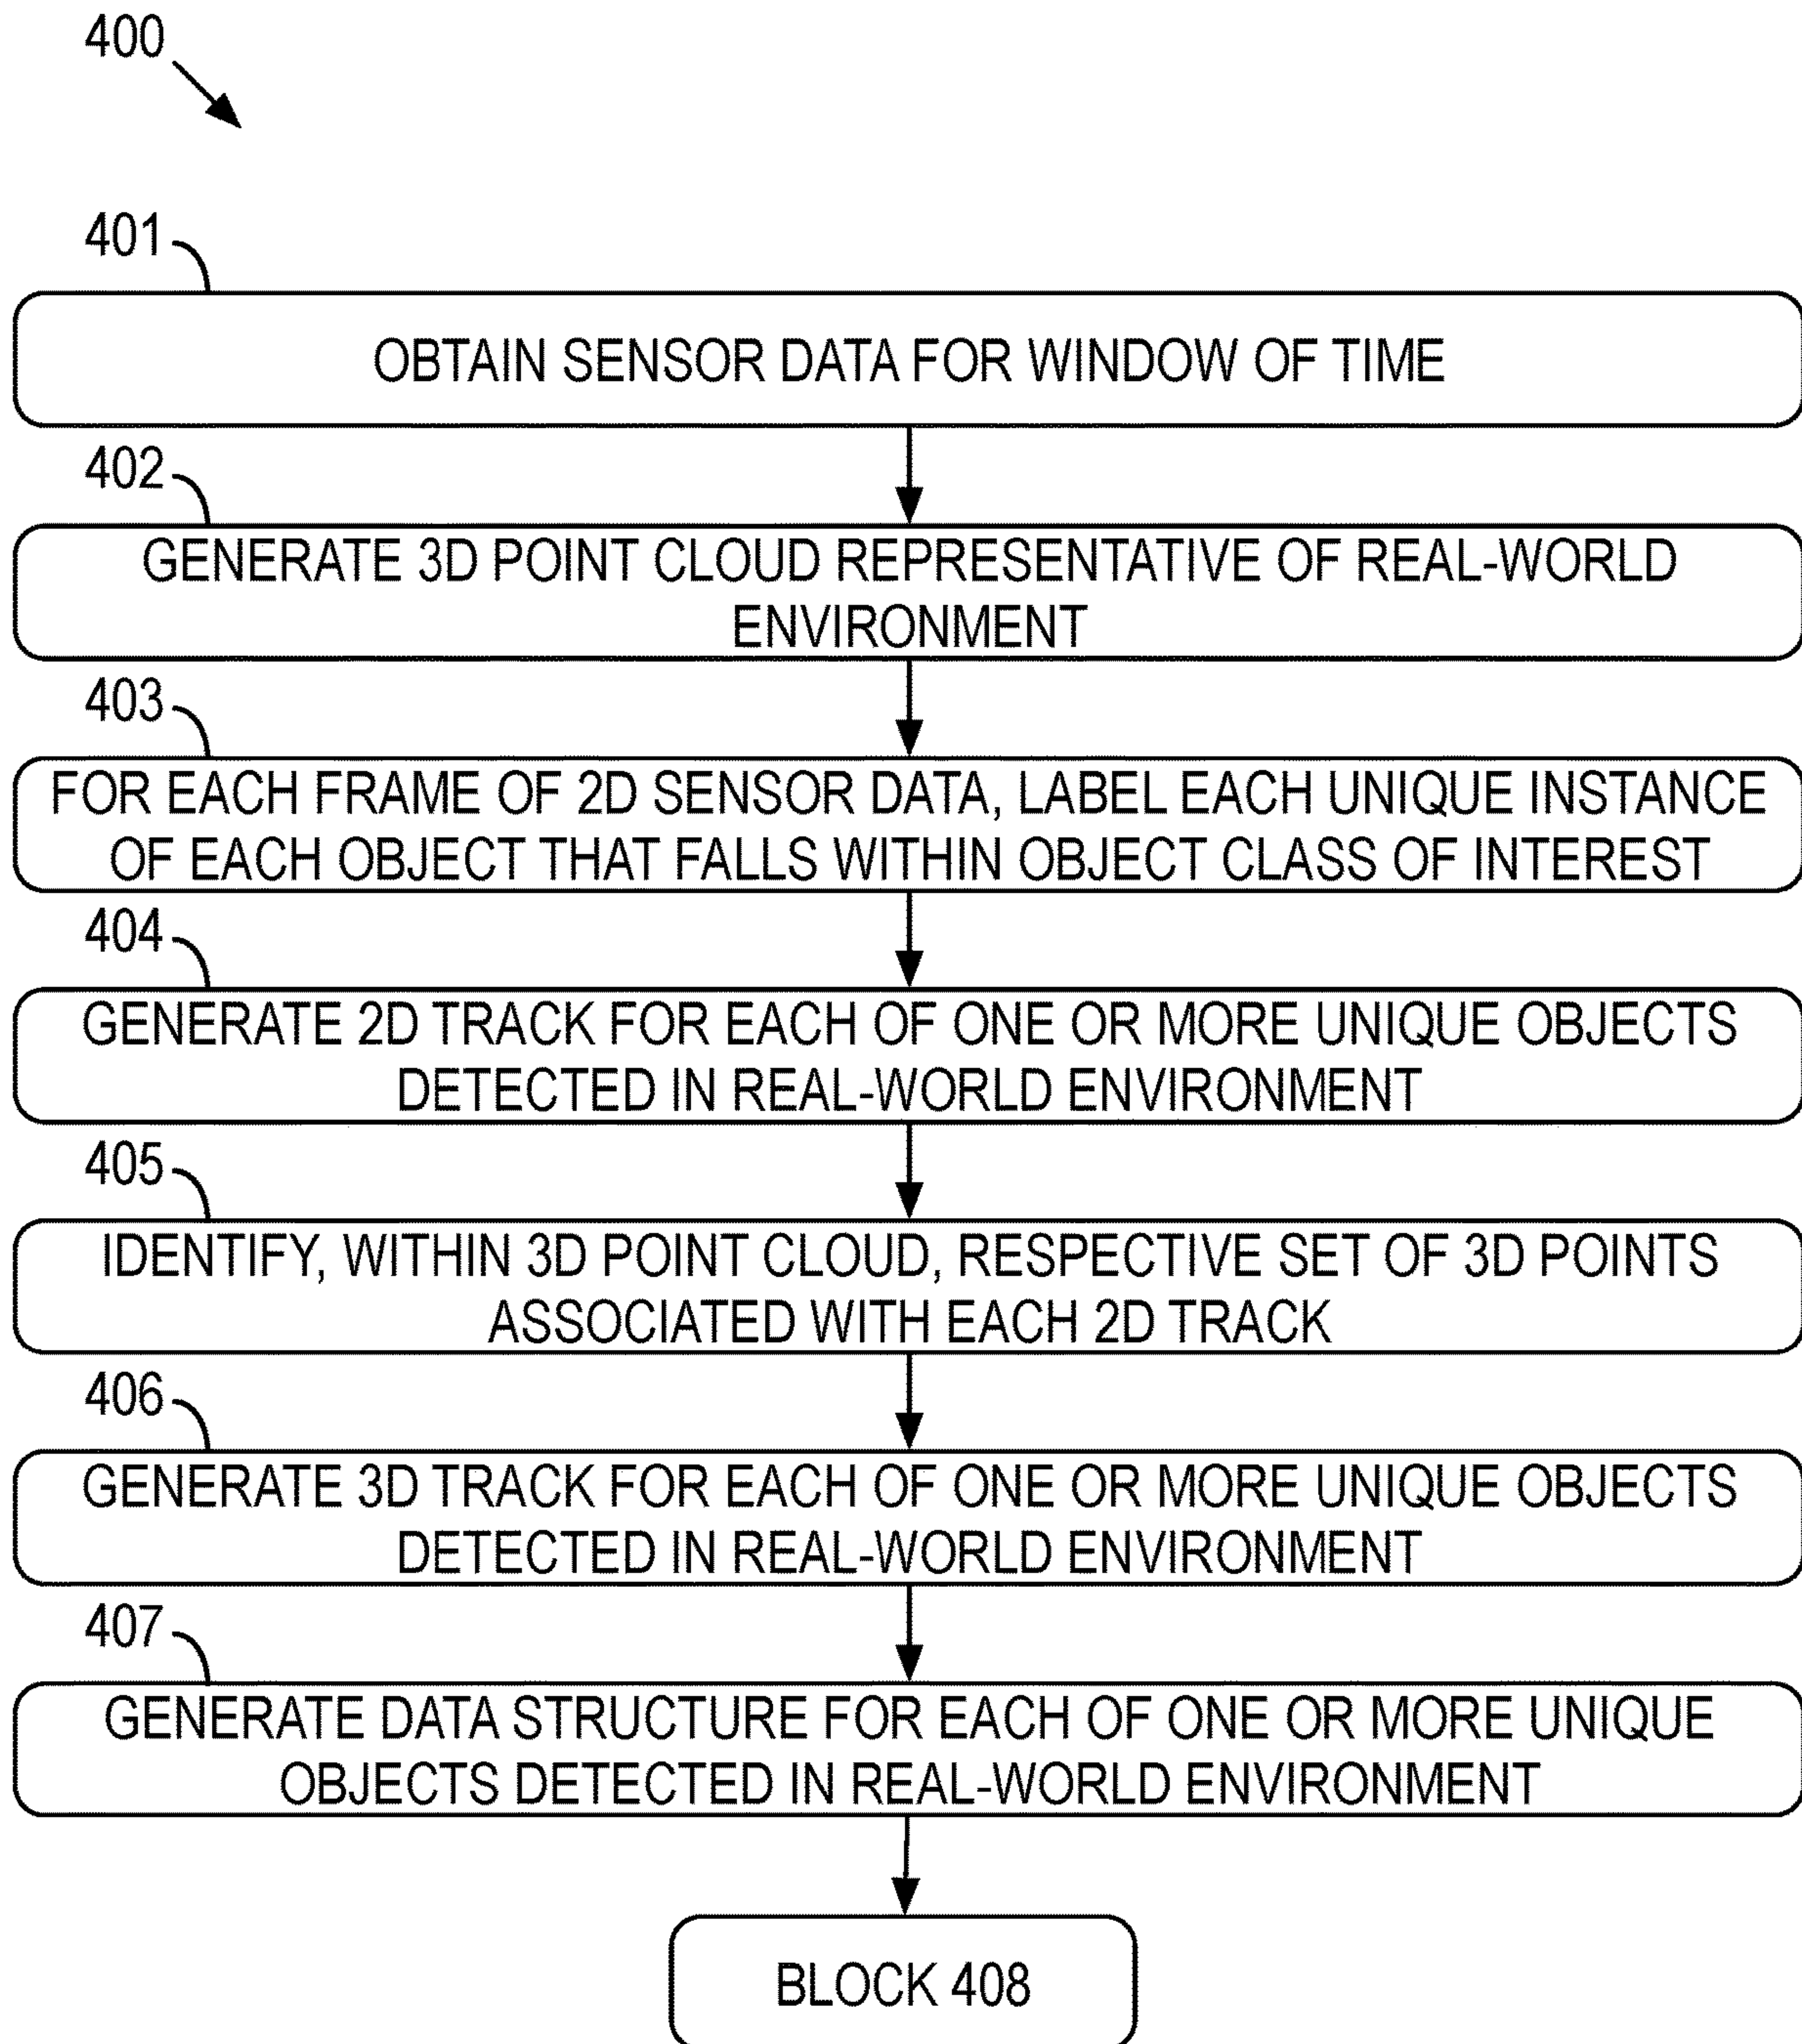 400
401
OBTAIN SENSOR DATA FOR WINDOW OF TIME
402
GENERATE 3D POINT CLOUD REPRESENTATIVE OF REAL-WORLD
ENVIRONMENT
403
FOR EACH FRAME OF 2D SENSOR DATA, LABEL EACH UNIQUE INSTANCE
OF EACH OBJECT THAT FALLS WITHIN OBJECT CLASS OF INTEREST
404
GENERATE 2D TRACK FOR EACH OF ONE OR MORE UNIQUE OBJECTS
DETECTED IN REAL-WORLD ENVIRONMENT
405
IDENTIFY, WITHIN 3D POINT CLOUD, RESPECTIVE SET OF 3D POINTS
ASSOCIATED WITH EACH 2D TRACK
406
GENERATE 3D TRACK FOR EACH OF ONE OR MORE UNIQUE OBJECTS
DETECTED IN REAL-WORLD ENVIRONMENT
407
GENERATE DATA STRUCTURE FOR EACH OF ONE OR MORE UNIQUE
OBJECTS DETECTED IN REAL-WORLD ENVIRONMENT
BLOCK 408